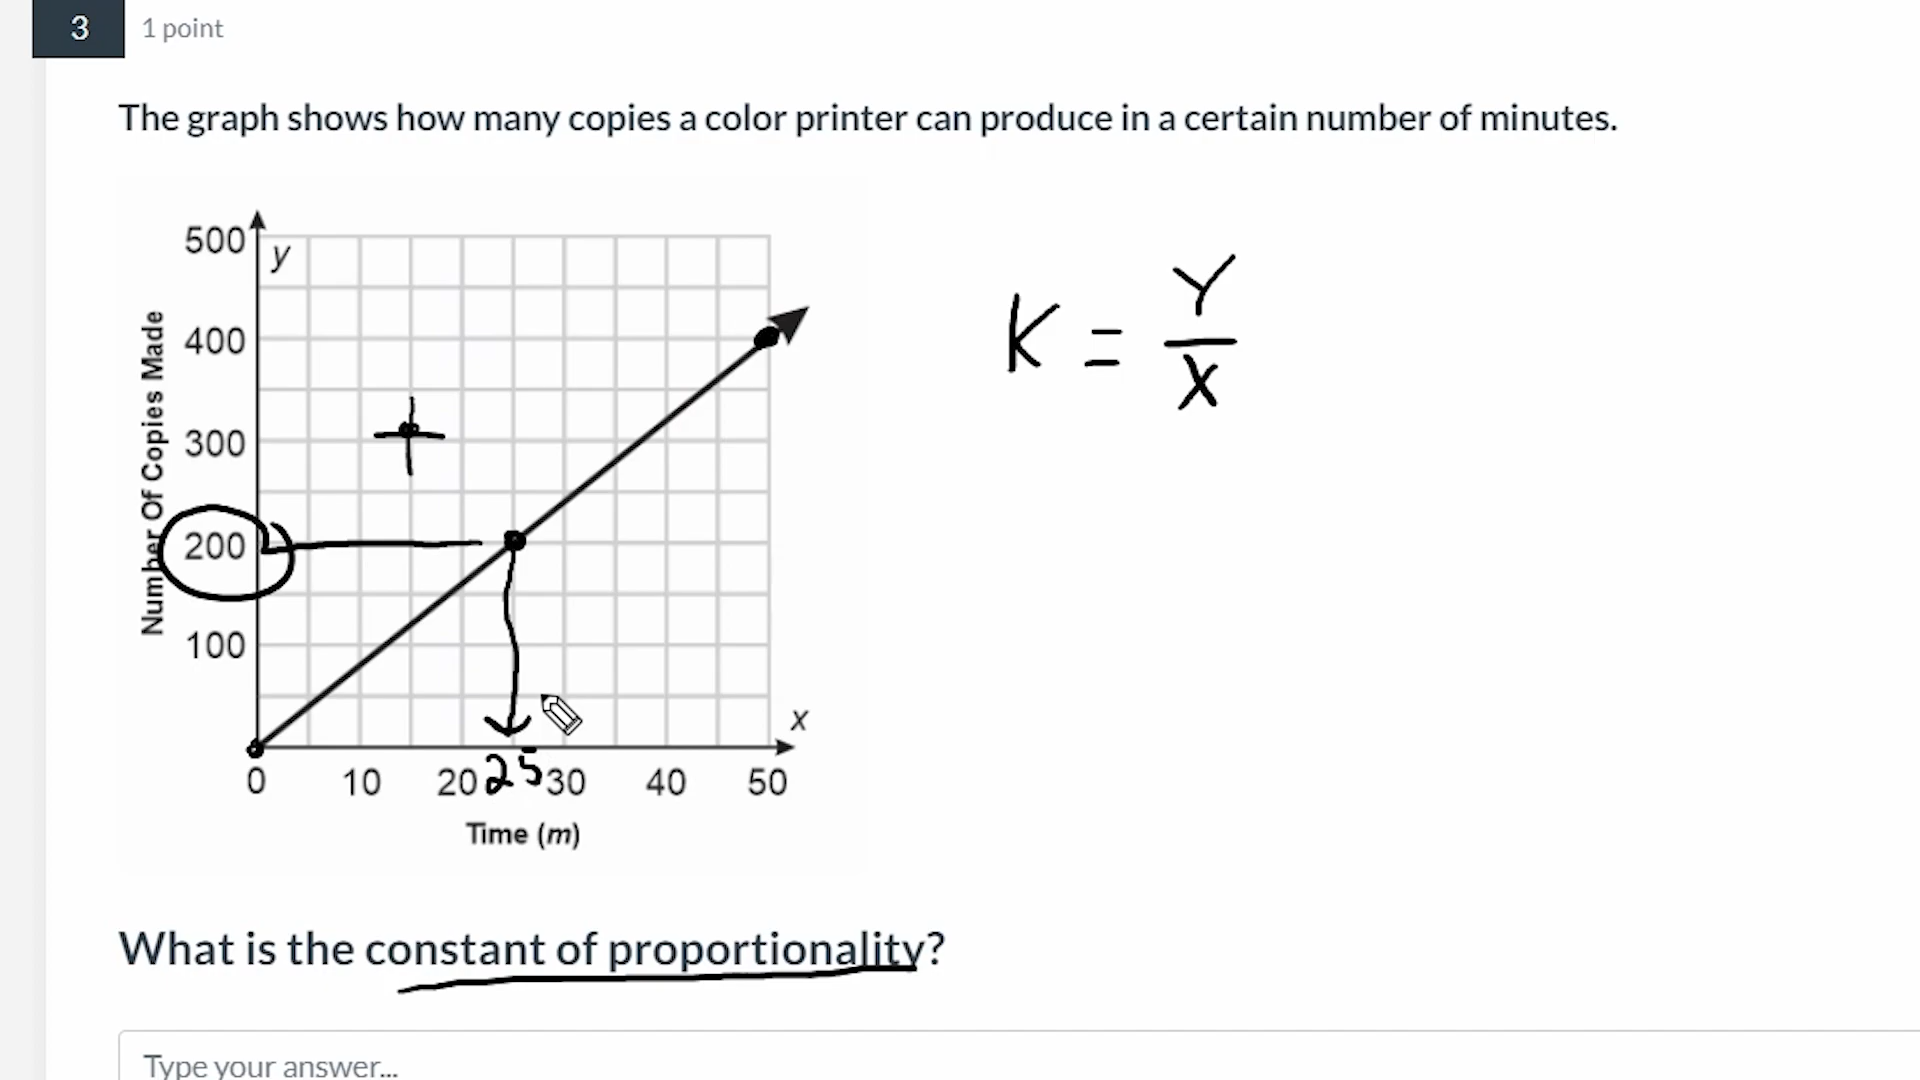 3 1 point
The graph shows how many copies a color printer can produce in a certain number of minutes.
500
y
400
300
200
100
Number Of Copies Made
x
0 10 20 25 30 40 50
Time (m)
K = Y/X
What is the constant of proportionality?
Type your answer...